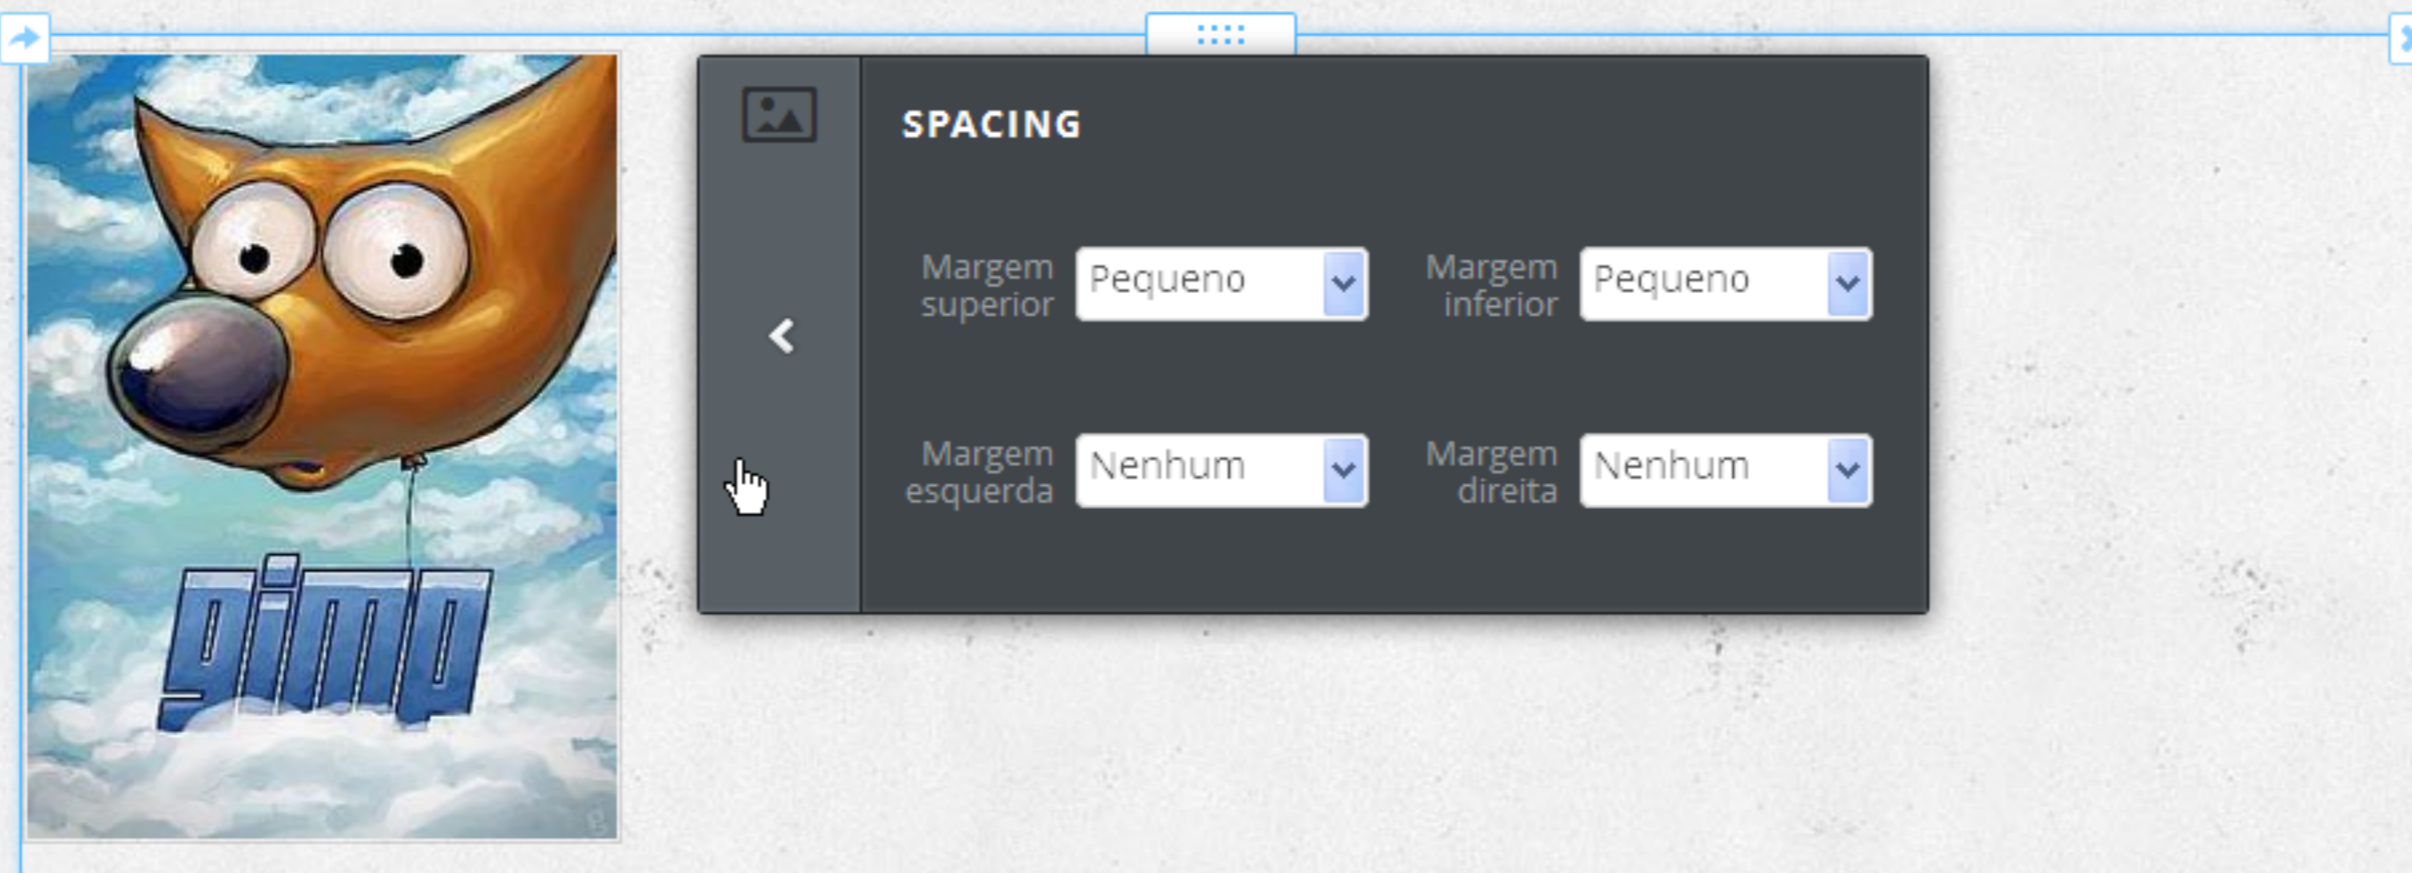 SPACING
Margem superior
Pequeno
Margem inferior
Pequeno
Margem esquerda
Nenhum
Margem direita
Nenhum
gimp